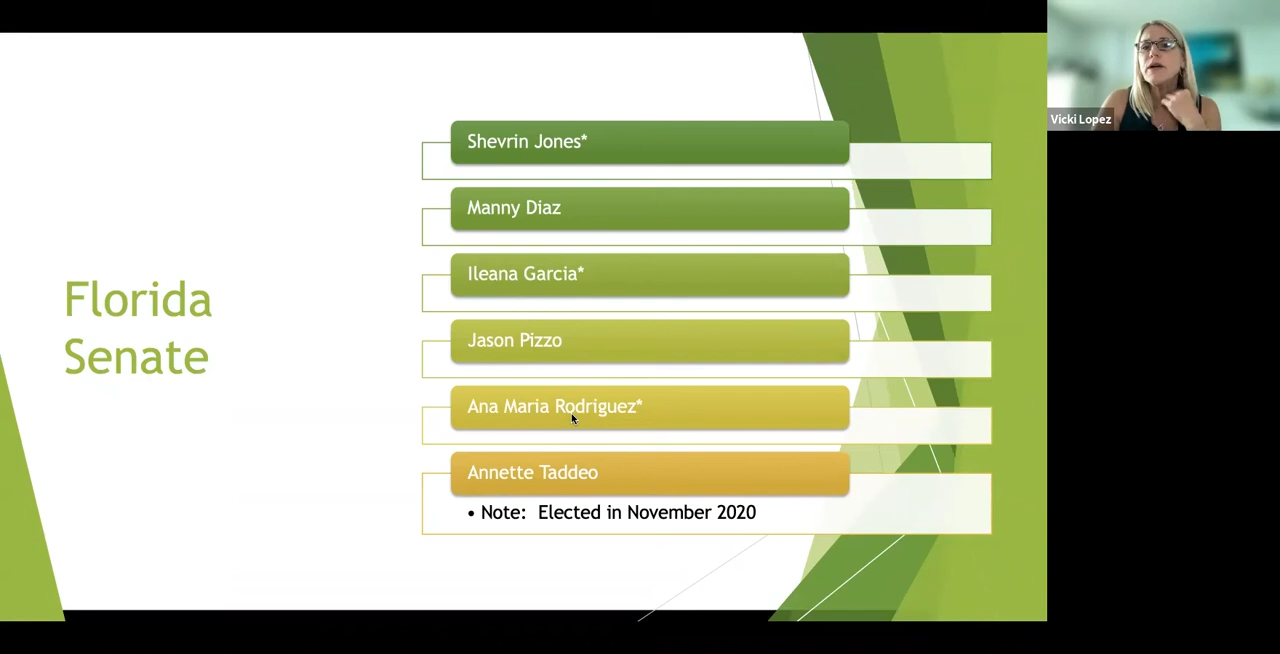 Florida
Senate
Shevrin Jones*
Manny Diaz
Ileana Garcia*
Jason Pizzo
Ana Maria Rodriguez*
Annette Taddeo
• Note: Elected in November 2020
Vicki Lopez